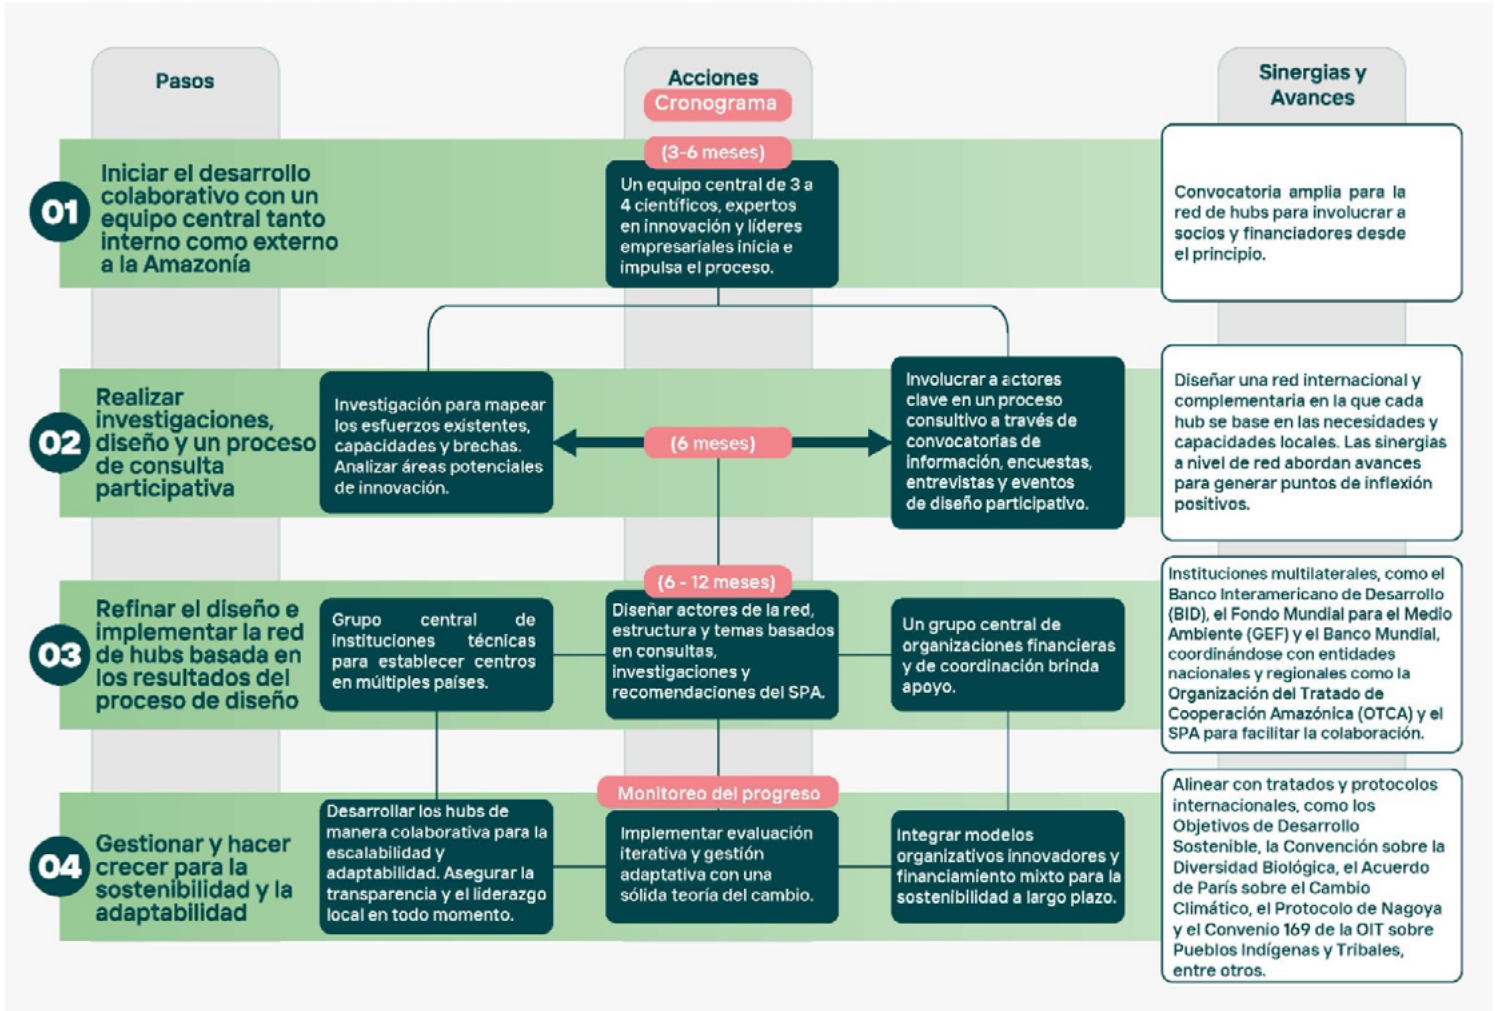 Pasos
Acciones
Cronograma
Sinergias y
Avances
01
Iniciar el desarrollo
colaborativo con un
equipo central tanto
interno como externo
a la Amazonía
(3-6 meses)
Un equipo central de 3 a
4 científicos, expertos
en innovación y líderes
empresariales inicia e
impulsa el proceso.
Convocatoria amplia para la
red de hubs para involucrar a
socios y financiadores desde
el principio.
02
Realizar
investigaciones,
diseño y un proceso
de consulta
participativa
Investigación para mapear
los esfuerzos existentes,
capacidades y brechas.
Analizar áreas potenciales
de innovación.
(6 meses)
Involucrar a actores
clave en un proceso
consultivo a través de
convocatorias de
información, encuestas,
entrevistas y eventos
de diseño participativo.
Diseñar una red internacional y
complementaria en la que cada
hub se base en las necesidades y
capacidades locales. Las sinergias
a nivel de red abordan avances
para generar puntos de inflexión
positivos.
03
Refinar el diseño e
implementar la red
de hubs basada en
los resultados del
proceso de diseño
Grupo central de
instituciones técnicas
para establecer centros
en múltiples países.
(6 - 12 meses)
Diseñar actores de la red,
estructura y temas basados
en consultas,
investigaciones y
recomendaciones del SPA.
Un grupo central de
organizaciones financieras
y de coordinación brinda
apoyo.
Instituciones multilaterales, como el
Banco Interamericano de Desarrollo
(BID), el Fondo Mundial para el Medio
Ambiente (GEF) y el Banco Mundial,
coordinándose con entidades
nacionales y regionales como la
Organización del Tratado de
Cooperación Amazónica (OTCA) y el
SPA para facilitar la colaboración.
04
Gestionar y hacer
crecer para la
sostenibilidad y la
adaptabilidad
Desarrollar los hubs de
manera colaborativa para la
escalabilidad y
adaptabilidad. Asegurar la
transparencia y el liderazgo
local en todo momento.
Monitoreo del progreso
Implementar evaluación
iterativa y gestión
adaptativa con una
sólida teoría del cambio.
Integrar modelos
organizativos innovadores y
financiamiento mixto para la
sostenibilidad a largo plazo.
Alinear con tratados y protocolos
internacionales, como los
Objetivos de Desarrollo
Sostenible, la Convención sobre la
Diversidad Biológica, el Acuerdo
de París sobre el Cambio
Climático, el Protocolo de Nagoya
y el Convenio 169 de la OIT sobre
Pueblos Indígenas y Tribales,
entre otros.